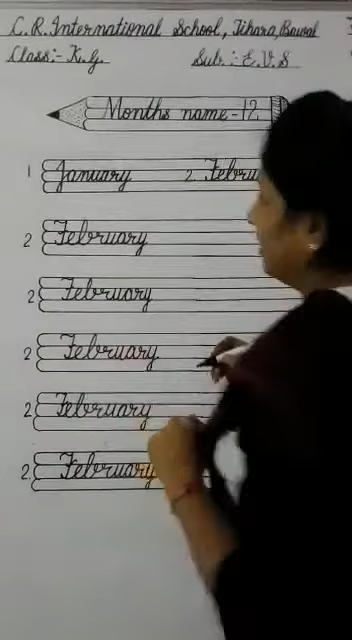 C.R. International School, Tihara, Bawal
Class:- K.G. Sub:- E.V.S
Months name - 12
1 January 2. Febru
2 February
2 February
2 February
2. February
2. February